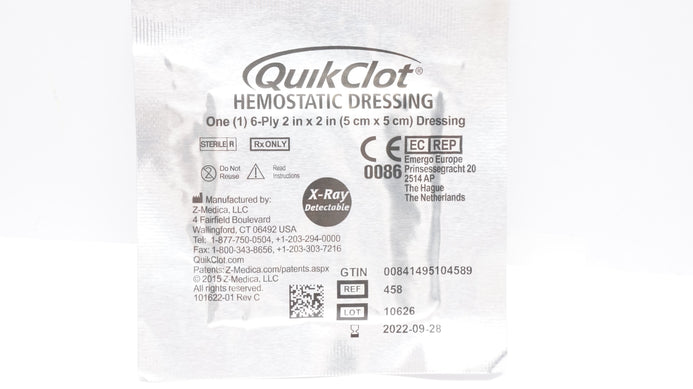 QuikClot®
HEMOSTATIC DRESSING
One (1) 6-Ply 2 in x 2 in (5 cm x 5 cm) Dressing
STERILE R
Rx ONLY
CE
0086
EC REP
Emergo Europe
Prinsessegracht 20
2514 AP
The Hague
The Netherlands
Do Not
Reuse
Read
Instructions
X-Ray
Detectable
Manufactured by:
Z-Medica, LLC
4 Fairfield Boulevard
Wallingford, CT 06492 USA
Tel: 1-877-750-0504, +1-203-294-0000
Fax: 1-800-343-8656, +1-203-303-7216
QuikClot.com
Patents: Z-Medica.com/patents.aspx
© 2015 Z-Medica, LLC
All rights reserved.
101622-01 Rev C
GTIN 00841495104589
REF 458
LOT 10626
2022-09-28